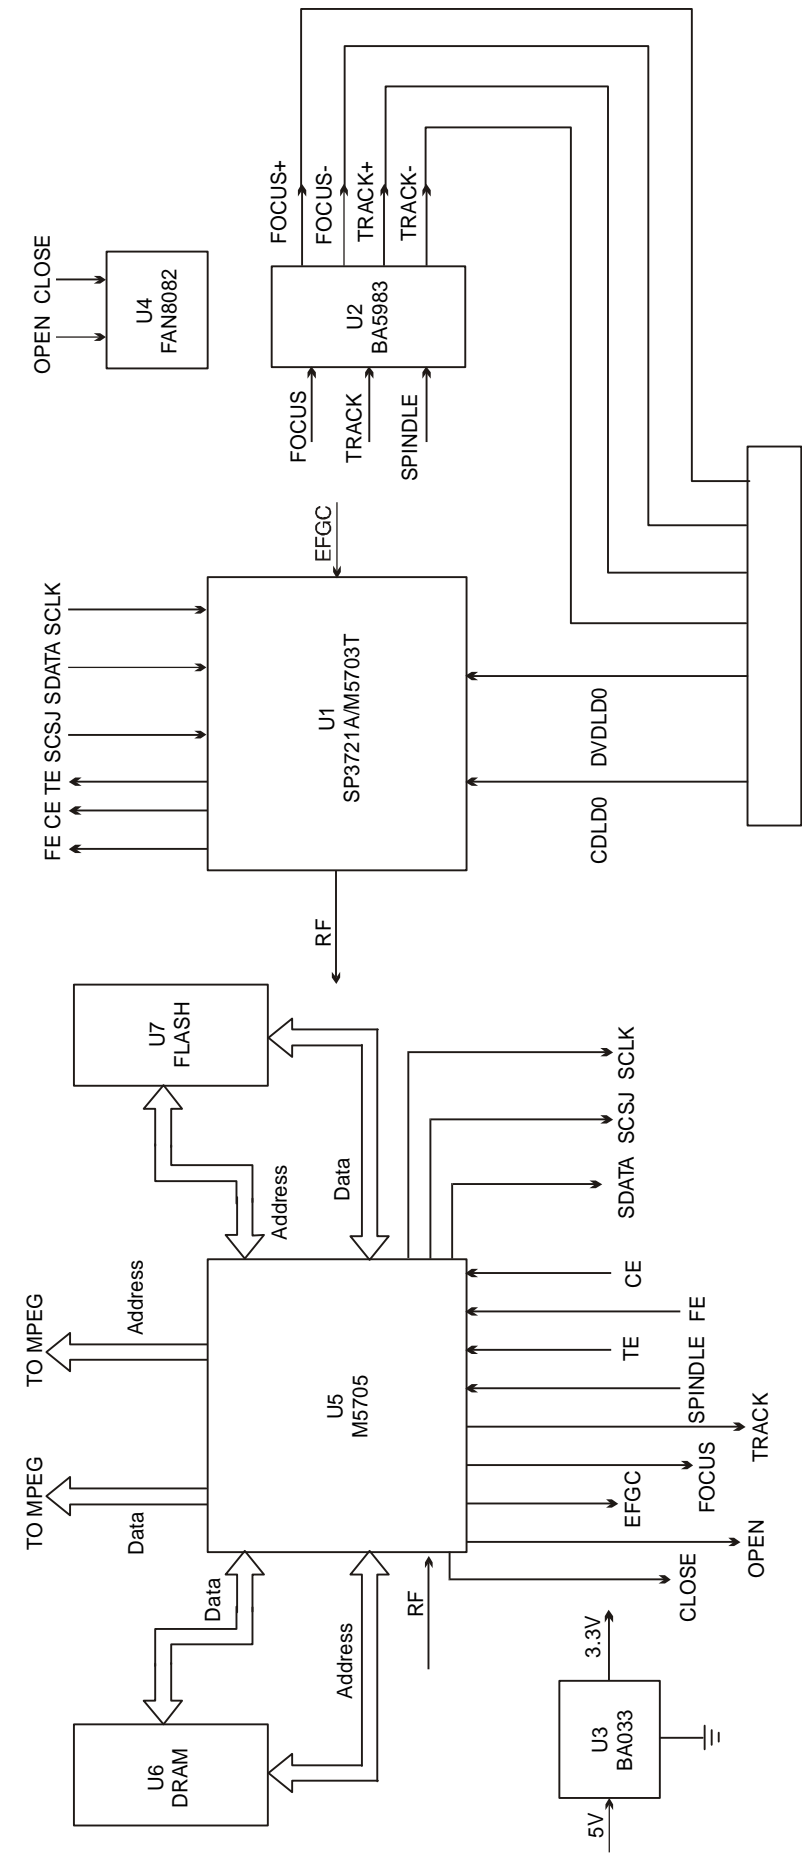 TO MPEG
Data
TO MPEG
Address
U6
DRAM
Data
Address
RF
U5
M5705
U7
FLASH
Address
Data
CLOSE
OPEN
EFGC
FOCUS
TRACK
SPINDLE
TE
FE
CE
SDATA
SCSJ
SCLK
5V
U3
BA033
3.3V
FE
CE
TE
SCSJ
SDATA
SCLK
RF
U1
SP3721A/M5703T
EFGC
CDLD0
DVDLD0
OPEN
CLOSE
U4
FAN8082
FOCUS
TRACK
SPINDLE
U2
BA5983
FOCUS+
FOCUS-
TRACK+
TRACK-